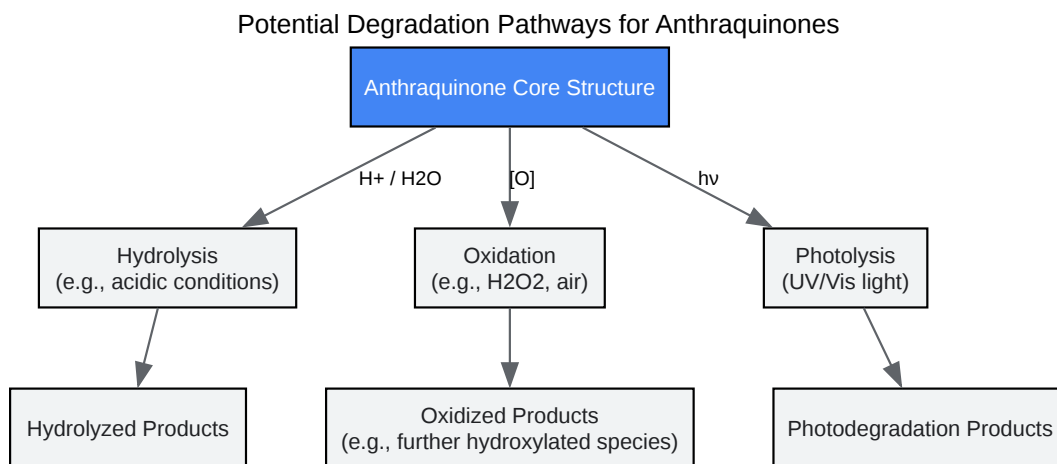 Potential Degradation Pathways for Anthraquinones
Anthraquinone Core Structure
H+ / H2O
[O]
hν
Hydrolysis
(e.g., acidic conditions)
Oxidation
(e.g., H2O2, air)
Photolysis
(UV/Vis light)
Hydrolyzed Products
Oxidized Products
(e.g., further hydroxylated species)
Photodegradation Products